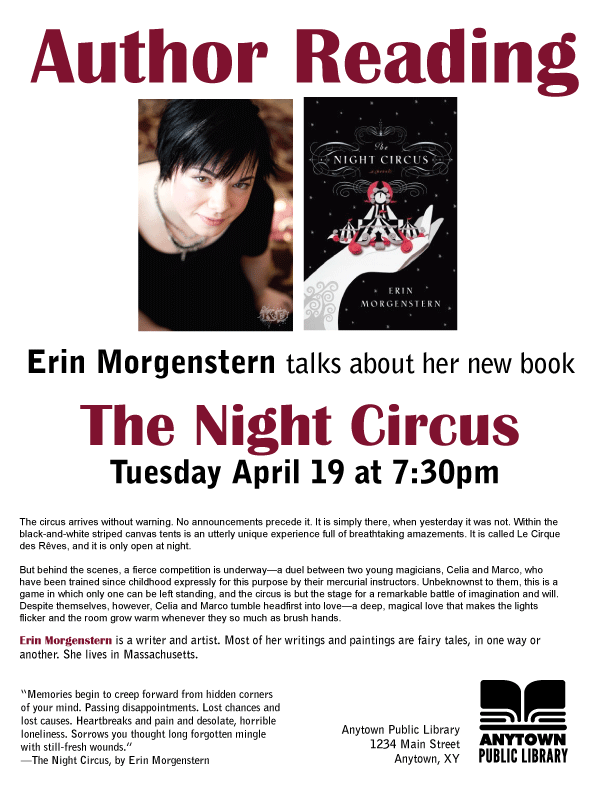 Author Reading
The
NIGHT CIRCUS
a novel
ERIN
MORGENSTERN
Erin Morgenstern talks about her new book
The Night Circus
Tuesday April 19 at 7:30pm
The circus arrives without warning. No announcements precede it. It is simply there, when yesterday it was not. Within the
black-and-white striped canvas tents is an utterly unique experience full of breathtaking amazements. It is called Le Cirque
des Rêves, and it is only open at night.
But behind the scenes, a fierce competition is underway—a duel between two young magicians, Celia and Marco, who
have been trained since childhood expressly for this purpose by their mercurial instructors. Unbeknownst to them, this is a
game in which only one can be left standing, and the circus is but the stage for a remarkable battle of imagination and will.
Despite themselves, however, Celia and Marco tumble headfirst into love—a deep, magical love that makes the lights
flicker and the room grow warm whenever they so much as brush hands.
Erin Morgenstern is a writer and artist. Most of her writings and paintings are fairy tales, in one way or
another. She lives in Massachusetts.
“Memories begin to creep forward from hidden corners
of your mind. Passing disappointments. Lost chances and
lost causes. Heartbreaks and pain and desolate, horrible
loneliness. Sorrows you thought long forgotten mingle
with still-fresh wounds.“
—The Night Circus, by Erin Morgenstern
Anytown Public Library
1234 Main Street
Anytown, XY
ANYTOWN
PUBLIC LIBRARY